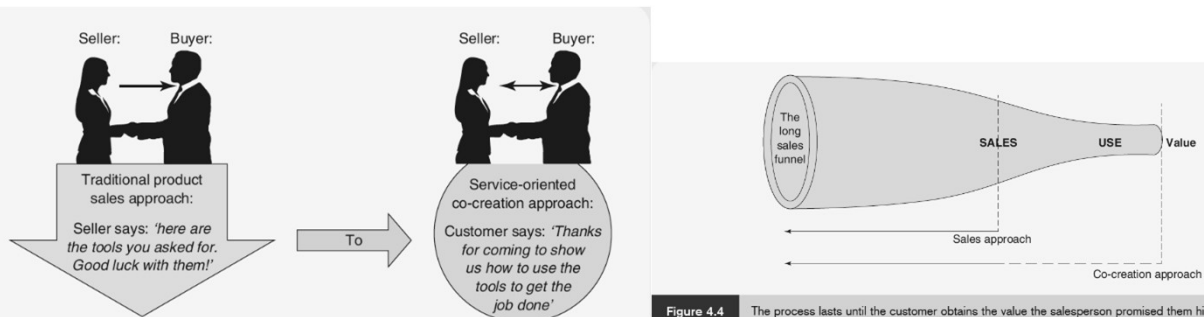 Seller: Buyer:
Traditional product
sales approach:
Seller says: ‘here are
the tools you asked for.
Good luck with them!’
To
Seller: Buyer:
Service-oriented
co-creation approach:
Customer says: ‘Thanks
for coming to show
us how to use the
tools to get the
job done’
The
long
sales
funnel
SALES
USE
Value
Sales approach
Co-creation approach
Figure 4.4 The process lasts until the customer obtains the value the salesperson promised them